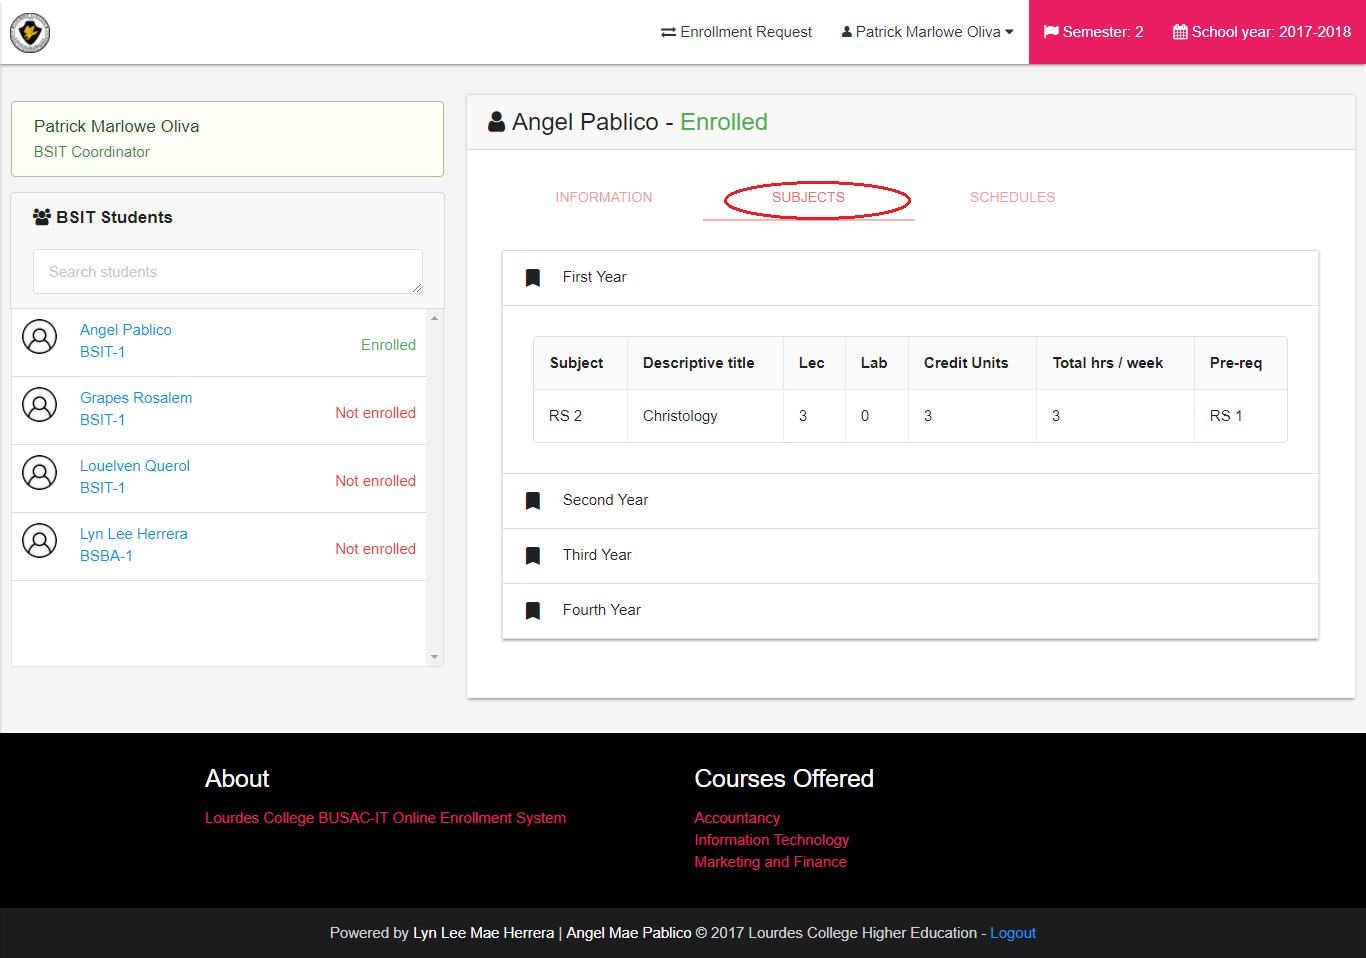 Enrollment Request Patrick Marlowe Oliva Semester: 2 School year: 2017-2018
Patrick Marlowe Oliva
BSIT Coordinator
BSIT Students
Search students
Angel Pablico
BSIT-1
Enrolled
Grapes Rosalem
BSIT-1
Not enrolled
Louelven Querol
BSIT-1
Not enrolled
Lyn Lee Herrera
BSBA-1
Not enrolled
Angel Pablico - Enrolled
INFORMATION SUBJECTS SCHEDULES
First Year
Subject Descriptive title Lec Lab Credit Units Total hrs / week Pre-req
RS 2 Christology 3 0 3 3 RS 1
Second Year
Third Year
Fourth Year
About
Lourdes College BUSAC-IT Online Enrollment System
Courses Offered
Accountancy
Information Technology
Marketing and Finance
Powered by Lyn Lee Mae Herrera | Angel Mae Pablico © 2017 Lourdes College Higher Education - Logout